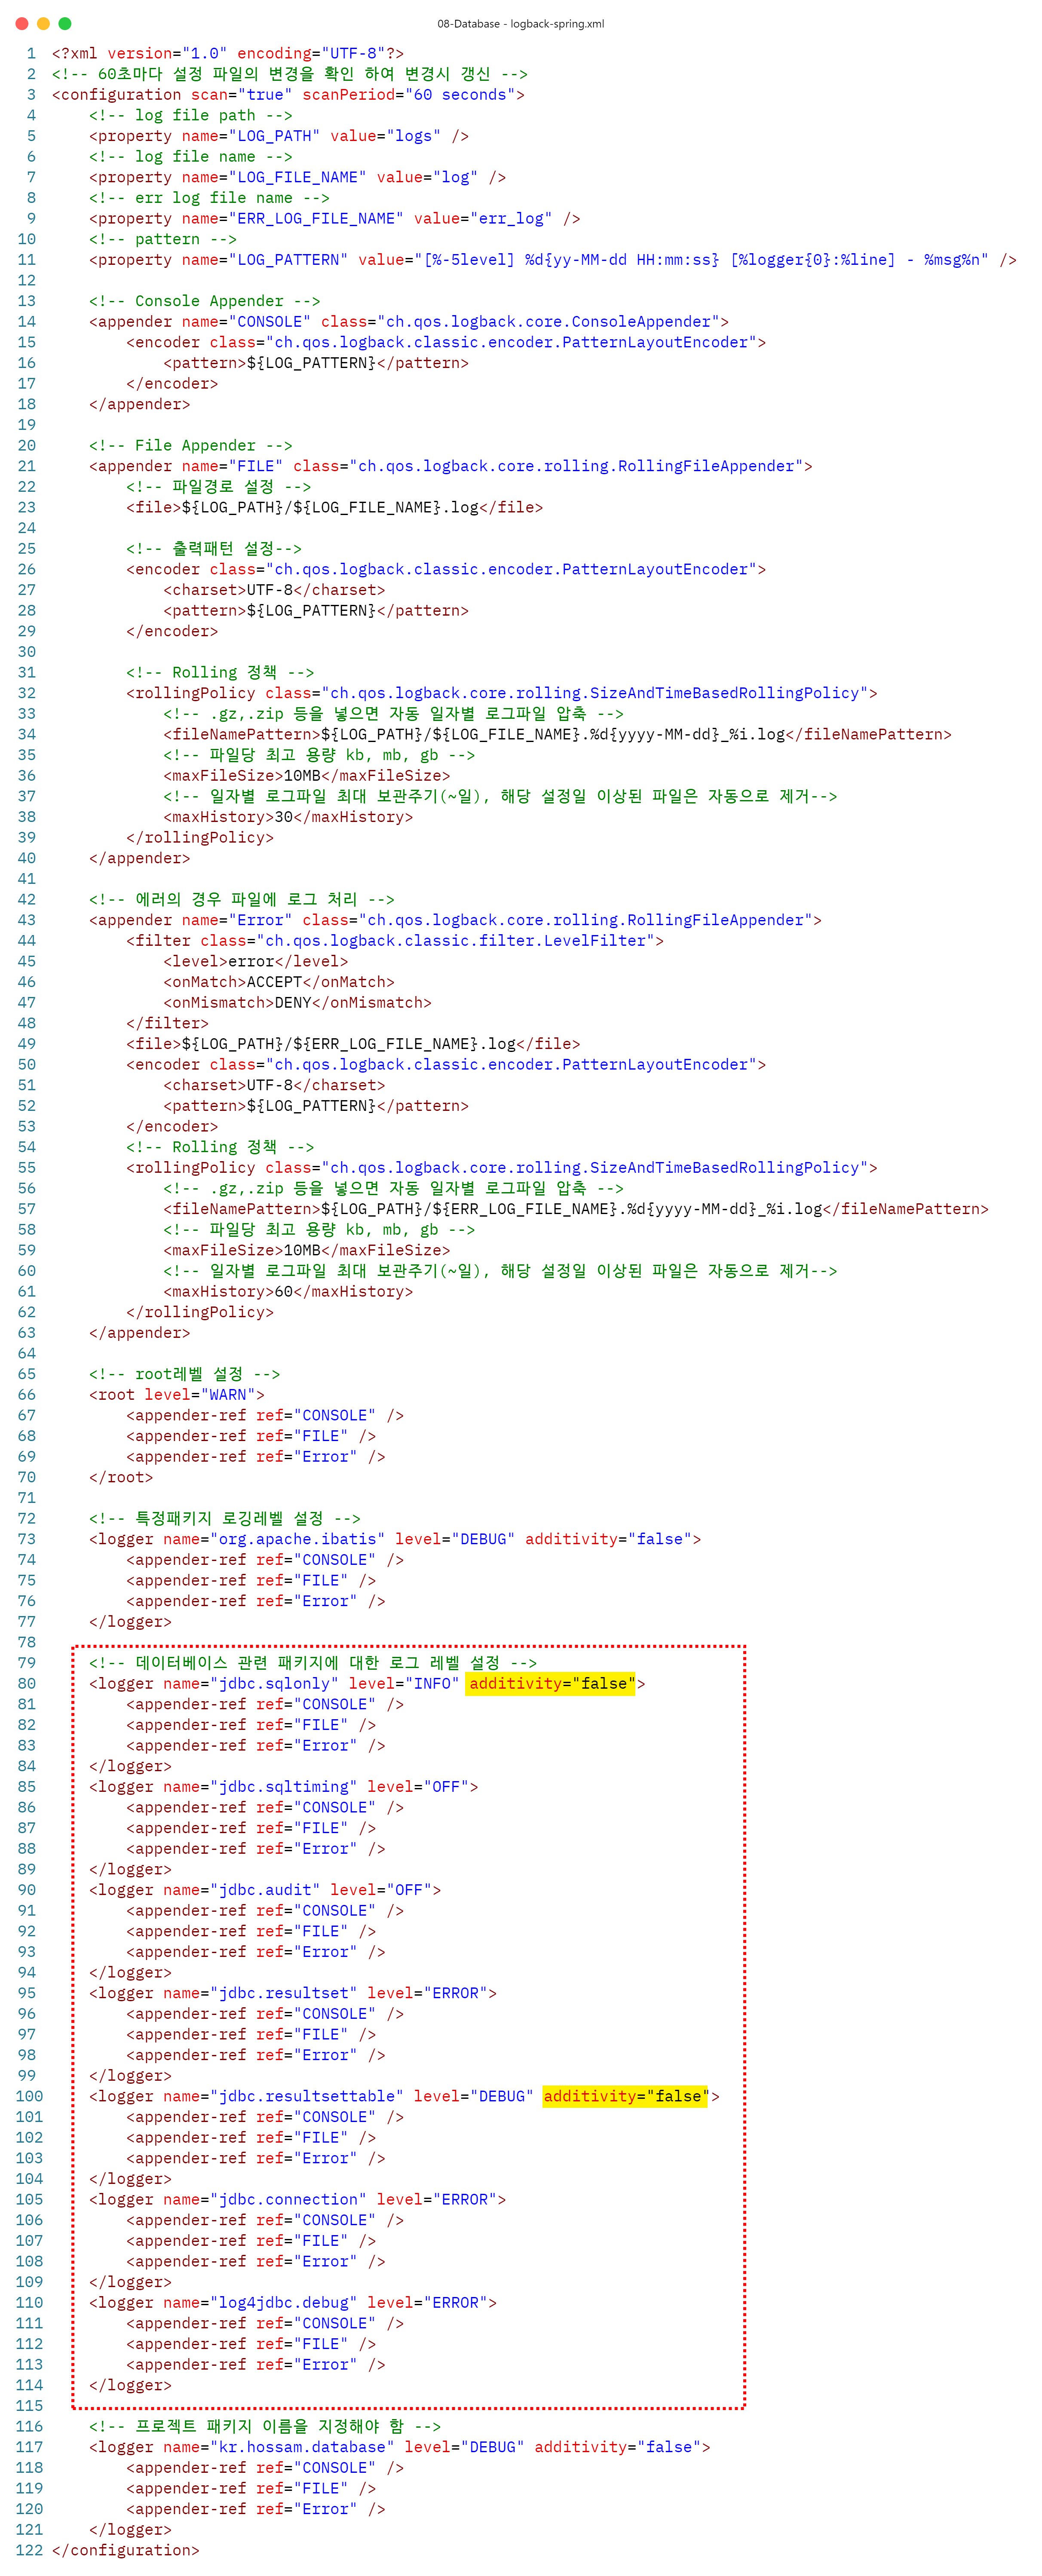 08-Database - logback-spring.xml
1 <?xml version="1.0" encoding="UTF-8"?>
2 <!-- 60초마다 설정 파일의 변경을 확인 하여 변경시 갱신 -->
3 <configuration scan="true" scanPeriod="60 seconds">
4     <!-- log file path -->
5     <property name="LOG_PATH" value="logs" />
6     <!-- log file name -->
7     <property name="LOG_FILE_NAME" value="log" />
8     <!-- err log file name -->
9     <property name="ERR_LOG_FILE_NAME" value="err_log" />
10     <!-- pattern -->
11     <property name="LOG_PATTERN" value="[%-5level] %d{yy-MM-dd HH:mm:ss} [%logger{0}:%line] - %msg%n" />
12
13     <!-- Console Appender -->
14     <appender name="CONSOLE" class="ch.qos.logback.core.ConsoleAppender">
15         <encoder class="ch.qos.logback.classic.encoder.PatternLayoutEncoder">
16             <pattern>${LOG_PATTERN}</pattern>
17         </encoder>
18     </appender>
19
20     <!-- File Appender -->
21     <appender name="FILE" class="ch.qos.logback.core.rolling.RollingFileAppender">
22         <!-- 파일경로 설정 -->
23         <file>${LOG_PATH}/${LOG_FILE_NAME}.log</file>
24
25         <!-- 출력패턴 설정-->
26         <encoder class="ch.qos.logback.classic.encoder.PatternLayoutEncoder">
27             <charset>UTF-8</charset>
28             <pattern>${LOG_PATTERN}</pattern>
29         </encoder>
30
31         <!-- Rolling 정책 -->
32         <rollingPolicy class="ch.qos.logback.core.rolling.SizeAndTimeBasedRollingPolicy">
33             <!-- .gz,.zip 등을 넣으면 자동 일자별 로그파일 압축 -->
34             <fileNamePattern>${LOG_PATH}/${LOG_FILE_NAME}.%d{yyyy-MM-dd}_%i.log</fileNamePattern>
35             <!-- 파일당 최고 용량 kb, mb, gb -->
36             <maxFileSize>10MB</maxFileSize>
37             <!-- 일자별 로그파일 최대 보관주기(~일), 해당 설정일 이상된 파일은 자동으로 제거-->
38             <maxHistory>30</maxHistory>
39         </rollingPolicy>
40     </appender>
41
42     <!-- 에러의 경우 파일에 로그 처리 -->
43     <appender name="Error" class="ch.qos.logback.core.rolling.RollingFileAppender">
44         <filter class="ch.qos.logback.classic.filter.LevelFilter">
45             <level>error</level>
46             <onMatch>ACCEPT</onMatch>
47             <onMismatch>DENY</onMismatch>
48         </filter>
49         <file>${LOG_PATH}/${ERR_LOG_FILE_NAME}.log</file>
50         <encoder class="ch.qos.logback.classic.encoder.PatternLayoutEncoder">
51             <charset>UTF-8</charset>
52             <pattern>${LOG_PATTERN}</pattern>
53         </encoder>
54         <!-- Rolling 정책 -->
55         <rollingPolicy class="ch.qos.logback.core.rolling.SizeAndTimeBasedRollingPolicy">
56             <!-- .gz,.zip 등을 넣으면 자동 일자별 로그파일 압축 -->
57             <fileNamePattern>${LOG_PATH}/${ERR_LOG_FILE_NAME}.%d{yyyy-MM-dd}_%i.log</fileNamePattern>
58             <!-- 파일당 최고 용량 kb, mb, gb -->
59             <maxFileSize>10MB</maxFileSize>
60             <!-- 일자별 로그파일 최대 보관주기(~일), 해당 설정일 이상된 파일은 자동으로 제거-->
61             <maxHistory>60</maxHistory>
62         </rollingPolicy>
63     </appender>
64
65     <!-- root레벨 설정 -->
66     <root level="WARN">
67         <appender-ref ref="CONSOLE" />
68         <appender-ref ref="FILE" />
69         <appender-ref ref="Error" />
70     </root>
71
72     <!-- 특정패키지 로깅레벨 설정 -->
73     <logger name="org.apache.ibatis" level="DEBUG" additivity="false">
74         <appender-ref ref="CONSOLE" />
75         <appender-ref ref="FILE" />
76         <appender-ref ref="Error" />
77     </logger>
78
79     <!-- 데이터베이스 관련 패키지에 대한 로그 레벨 설정 -->
80     <logger name="jdbc.sqlonly" level="INFO" additivity="false">
81         <appender-ref ref="CONSOLE" />
82         <appender-ref ref="FILE" />
83         <appender-ref ref="Error" />
84     </logger>
85     <logger name="jdbc.sqltiming" level="OFF">
86         <appender-ref ref="CONSOLE" />
87         <appender-ref ref="FILE" />
88         <appender-ref ref="Error" />
89     </logger>
90     <logger name="jdbc.audit" level="OFF">
91         <appender-ref ref="CONSOLE" />
92         <appender-ref ref="FILE" />
93         <appender-ref ref="Error" />
94     </logger>
95     <logger name="jdbc.resultset" level="ERROR">
96         <appender-ref ref="CONSOLE" />
97         <appender-ref ref="FILE" />
98         <appender-ref ref="Error" />
99     </logger>
100     <logger name="jdbc.resultsettable" level="DEBUG" additivity="false">
101         <appender-ref ref="CONSOLE" />
102         <appender-ref ref="FILE" />
103         <appender-ref ref="Error" />
104     </logger>
105     <logger name="jdbc.connection" level="ERROR">
106         <appender-ref ref="CONSOLE" />
107         <appender-ref ref="FILE" />
108         <appender-ref ref="Error" />
109     </logger>
110     <logger name="log4jdbc.debug" level="ERROR">
111         <appender-ref ref="CONSOLE" />
112         <appender-ref ref="FILE" />
113         <appender-ref ref="Error" />
114     </logger>
115
116     <!-- 프로젝트 패키지 이름을 지정해야 함 -->
117     <logger name="kr.hossam.database" level="DEBUG" additivity="false">
118         <appender-ref ref="CONSOLE" />
119         <appender-ref ref="FILE" />
120         <appender-ref ref="Error" />
121     </logger>
122 </configuration>